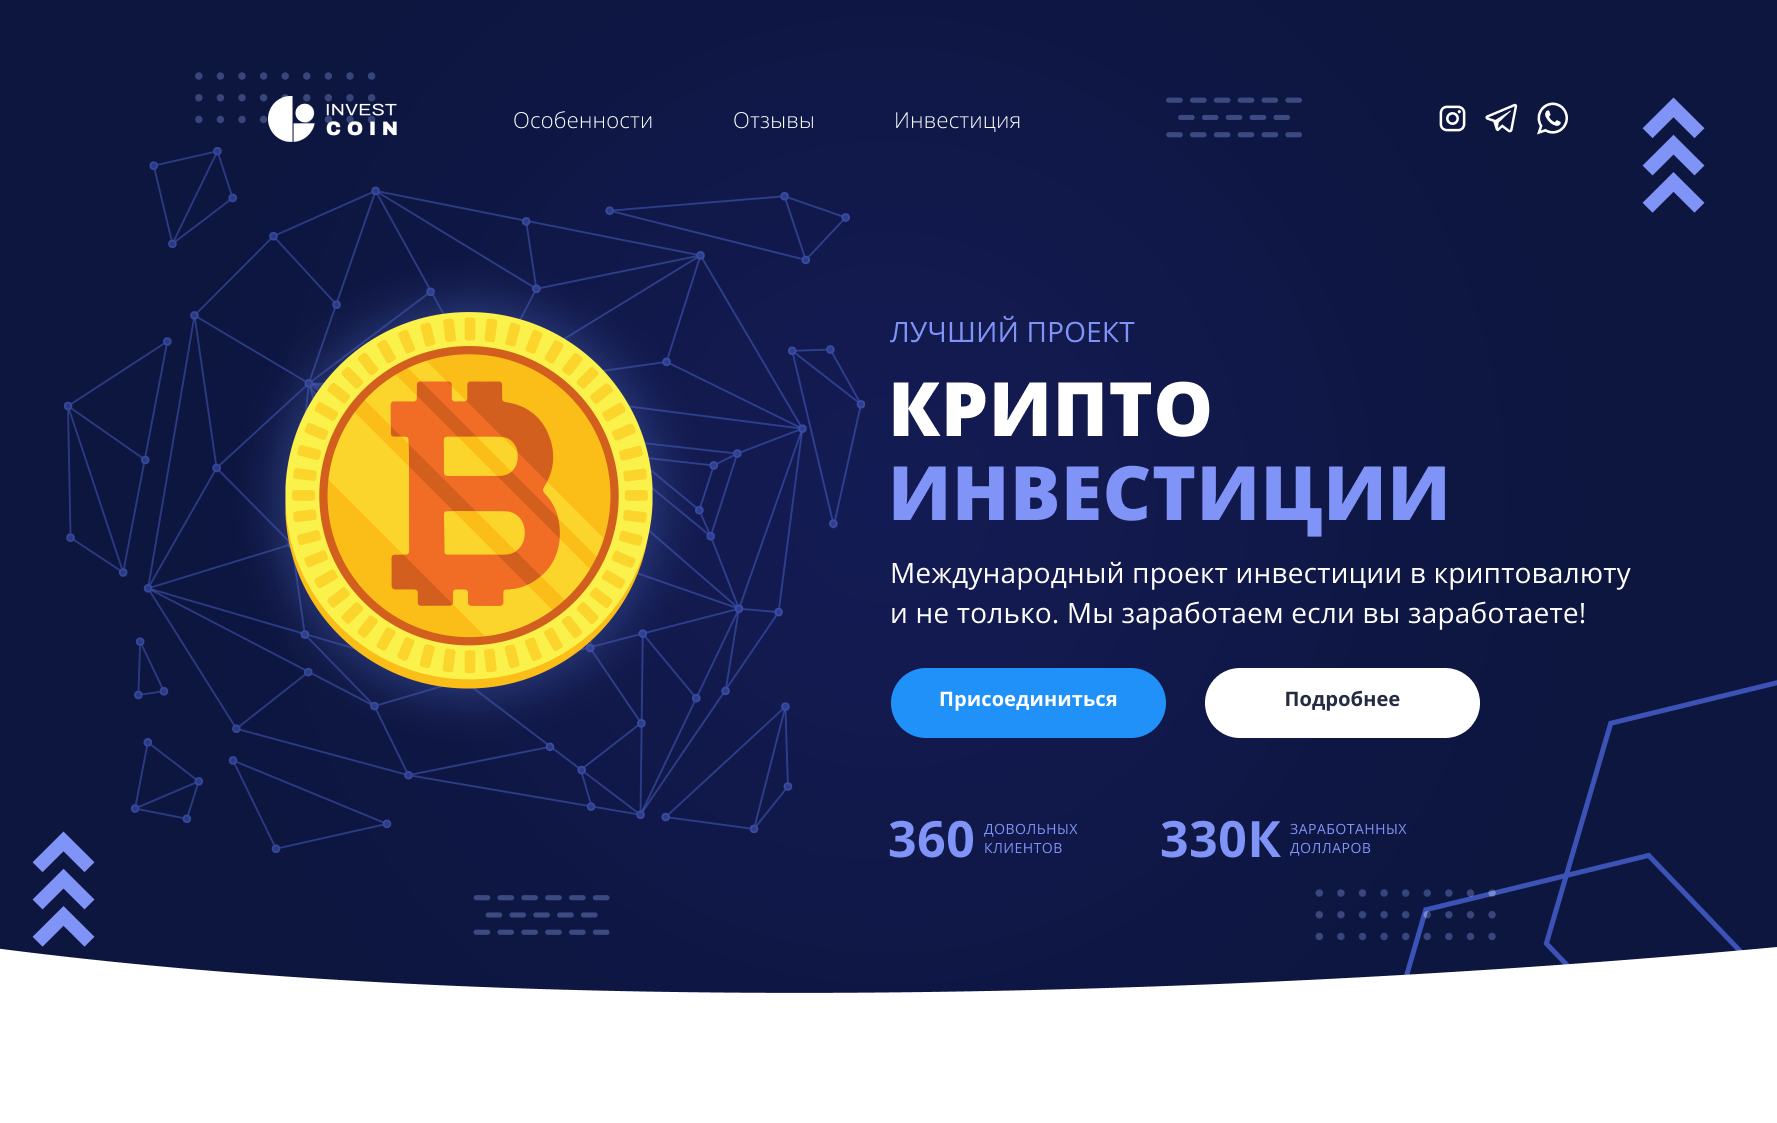 INVEST
COIN
Особенности
Отзывы
Инвестиция
ЛУЧШИЙ ПРОЕКТ
КРИПТО
ИНВЕСТИЦИИ
Международный проект инвестиции в криптовалюту
и не только. Мы заработаем если вы заработаете!
Присоединиться
Подробнее
360
ДОВОЛЬНЫХ
КЛИЕНТОВ
330К
ЗАРАБОТАННЫХ
ДОЛЛАРОВ